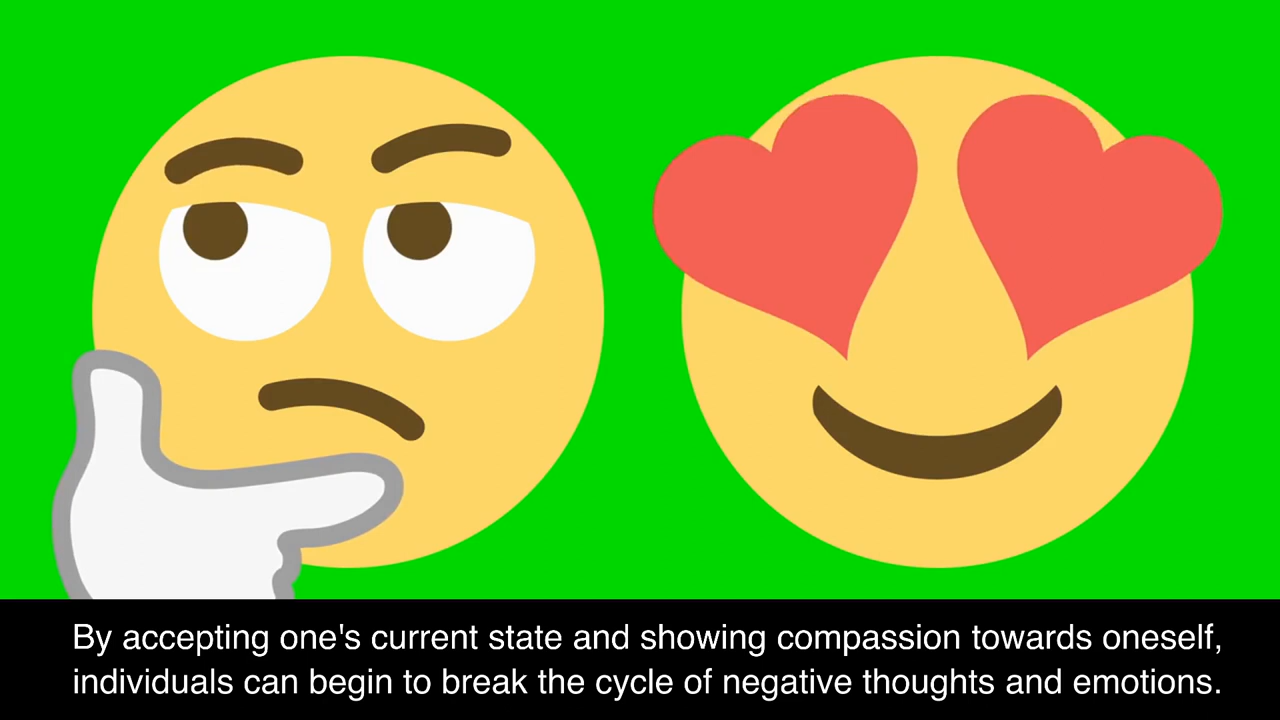 By accepting one's current state and showing compassion towards oneself,
individuals can begin to break the cycle of negative thoughts and emotions.